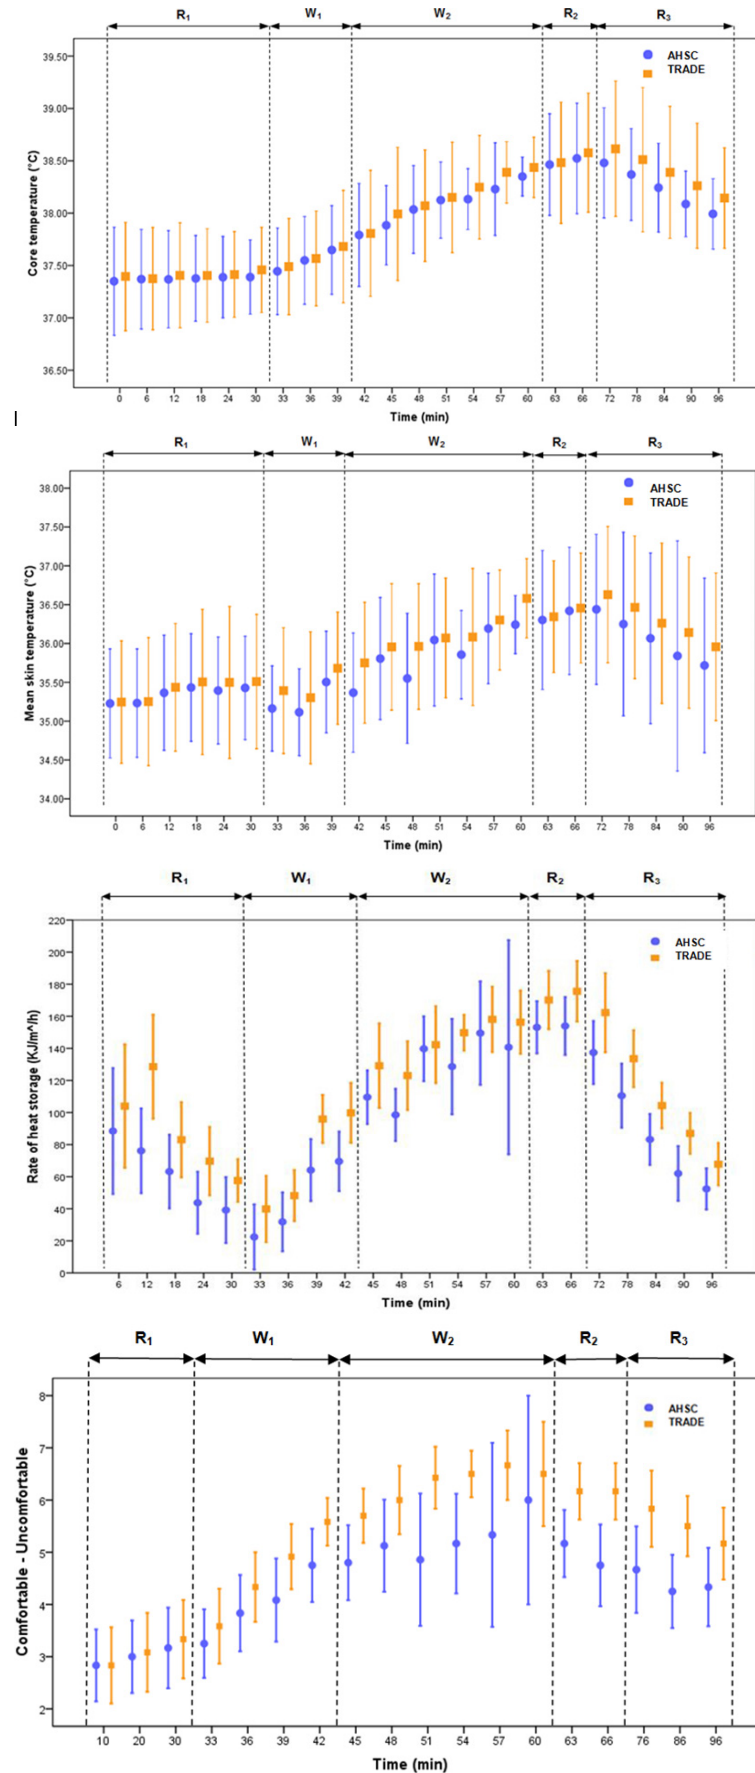 R₁ W₁ W₂ R₂ R₃
AHSC
TRADE
39.50
39.00
38.50
38.00
37.50
37.00
36.50
Core temperature (°C)
0 6 12 18 24 30 33 36 39 42 45 48 51 54 57 60 63 66 72 78 84 90 96
Time (min)
R₁ W₁ W₂ R₂ R₃
AHSC
TRADE
38.00
37.50
37.00
36.50
36.00
35.50
35.00
34.50
34.00
Mean skin temperature (°C)
0 6 12 18 24 30 33 36 39 42 45 48 51 54 57 60 63 66 72 78 84 90 96
Time (min)
R₁ W₁ W₂ R₂ R₃
AHSC
TRADE
220
200
180
160
140
120
100
80
60
40
20
0
Rate of heat storage (KJ/m^/h)
6 12 18 24 30 33 36 39 42 45 48 51 54 57 60 63 66 72 78 84 90 96
Time (min)
R₁ W₁ W₂ R₂ R₃
AHSC
TRADE
8
7
6
5
4
3
2
Comfortable - Uncomfortable
10 20 30 33 36 39 42 45 48 51 54 57 60 63 66 76 86 96
Time (min)